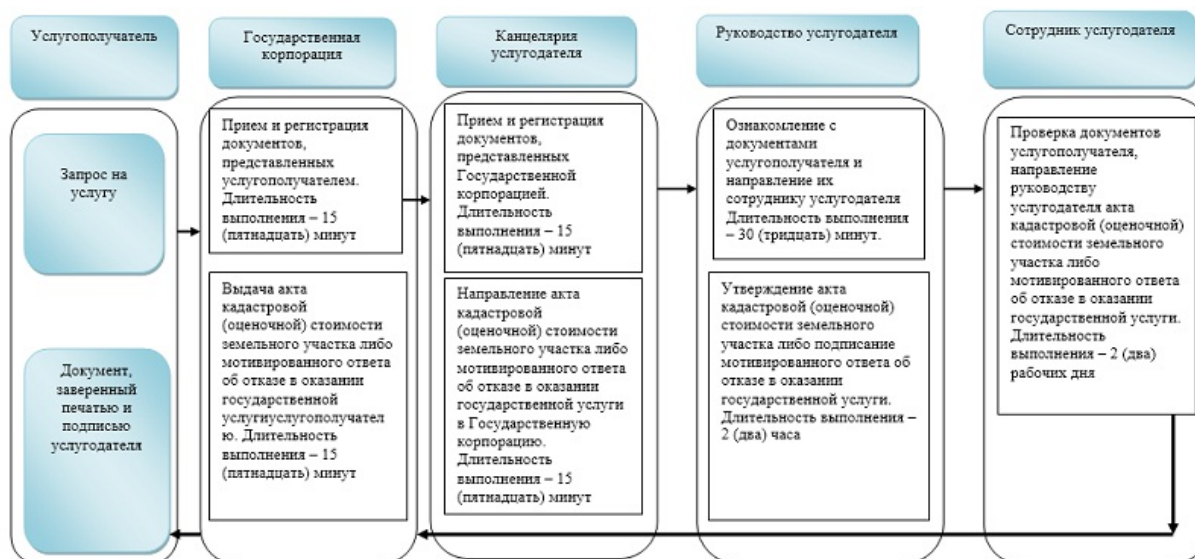 Услугополучатель
Государственная
корпорация
Канцелярия
услугодателя
Руководство услугодателя
Сотрудник услугодателя
Запрос на
услугу
Документ,
заверенный
печатью и
подписью
услугодателя
Прием и регистрация
документов,
представленных
услугополучателем.
Длительность
выполнения – 15
(пятнадцать) минут
Выдача акта
кадастровой
(оценочной) стоимости
земельного участка либо
мотивированного ответа
об отказе в оказании
государственной
услугиуслугополучател
ю. Длительность
выполнения – 15
(пятнадцать) минут
Прием и регистрация
документов,
представленных
Государственной
корпорацией.
Длительность
выполнения – 15
(пятнадцать) минут
Направление акта
кадастровой
(оценочной) стоимости
земельного участка либо
мотивированного ответа
об отказе в оказании
государственной услуги
в Государственную
корпорацию.
Длительность
выполнения – 15
(пятнадцать) минут
Ознакомление с
документами
услугополучателя и
направление их
сотруднику услугодателя
Длительность выполнения
– 30 (тридцать) минут.
Утверждение акта
кадастровой (оценочной)
стоимости земельного
участка либо подписание
мотивированного ответа об
отказе в оказании
государственной услуги.
Длительность выполнения –
2 (два) часа
Проверка документов
услугополучателя,
направление
руководству
услугодателя акта
кадастровой (оценочной)
стоимости земельного
участка либо
мотивированного ответа
об отказе в оказании
государственной услуги.
Длительность
выполнения – 2 (два)
рабочих дня